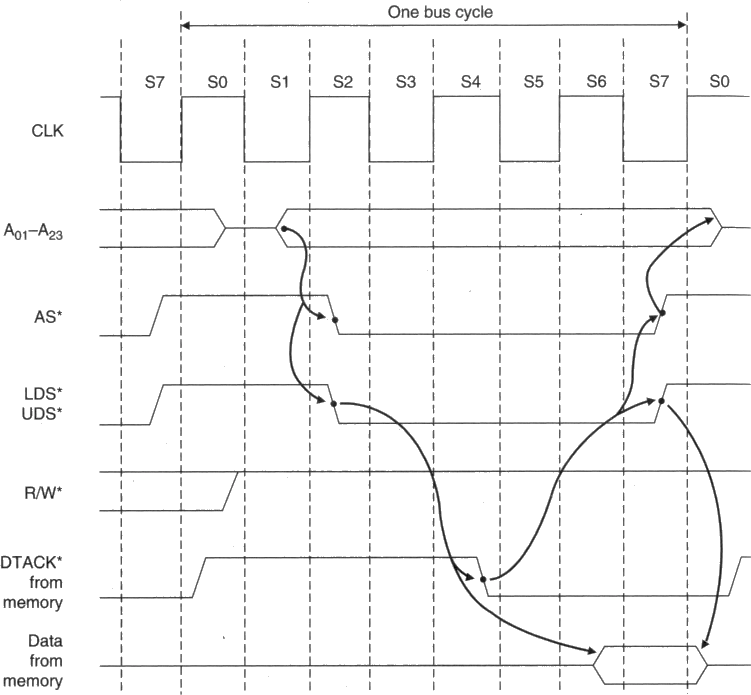 One bus cycle
S7 S0 S1 S2 S3 S4 S5 S6 S7 S0
CLK
A01–A23
AS*
LDS*
UDS*
R/W*
DTACK*
from
memory
Data
from
memory